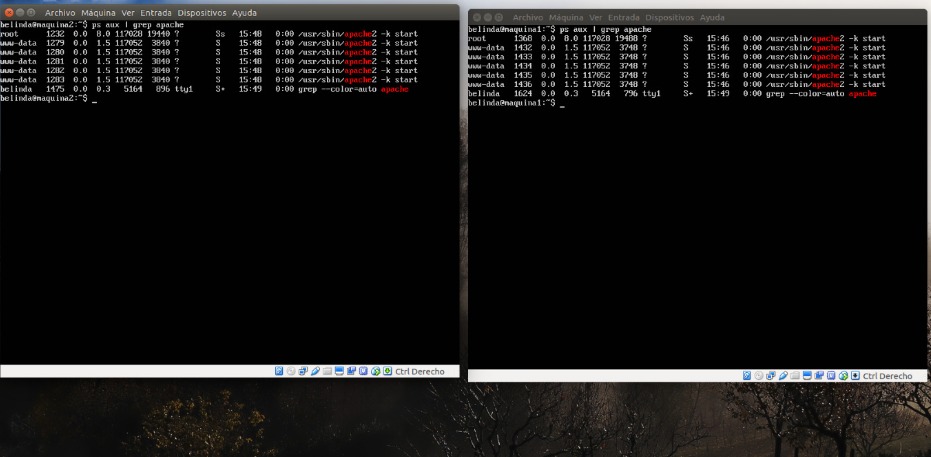 Archivo Máquina Ver Entrada Dispositivos Ayuda
belinda@maquina2:~$ ps aux | grep apache
root 1232 0.0 8.0 117028 19440 ? Ss 15:48 0:00 /usr/sbin/apache2 -k start
www-data 1279 0.0 1.5 117052 3840 ? S 15:48 0:00 /usr/sbin/apache2 -k start
www-data 1280 0.0 1.5 117052 3840 ? S 15:48 0:00 /usr/sbin/apache2 -k start
www-data 1281 0.0 1.5 117052 3840 ? S 15:48 0:00 /usr/sbin/apache2 -k start
www-data 1282 0.0 1.5 117052 3840 ? S 15:48 0:00 /usr/sbin/apache2 -k start
www-data 1283 0.0 1.5 117052 3840 ? S 15:48 0:00 /usr/sbin/apache2 -k start
belinda 1475 0.0 0.3 5164 896 tty1 S+ 15:49 0:00 grep --color=auto apache
belinda@maquina2:~$ _
Ctrl Derecho
Archivo Máquina Ver Entrada Dispositivos Ayuda
belinda@maquina1:~$ ps aux | grep apache
root 1368 0.0 8.0 117028 19488 ? Ss 15:46 0:00 /usr/sbin/apache2 -k start
www-data 1432 0.0 1.5 117052 3748 ? S 15:46 0:00 /usr/sbin/apache2 -k start
www-data 1433 0.0 1.5 117052 3748 ? S 15:46 0:00 /usr/sbin/apache2 -k start
www-data 1434 0.0 1.5 117052 3748 ? S 15:46 0:00 /usr/sbin/apache2 -k start
www-data 1435 0.0 1.5 117052 3748 ? S 15:46 0:00 /usr/sbin/apache2 -k start
www-data 1436 0.0 1.5 117052 3748 ? S 15:46 0:00 /usr/sbin/apache2 -k start
belinda 1624 0.0 0.3 5164 796 tty1 S+ 15:49 0:00 grep --color=auto apache
belinda@maquina1:~$ _
Ctrl Derecho